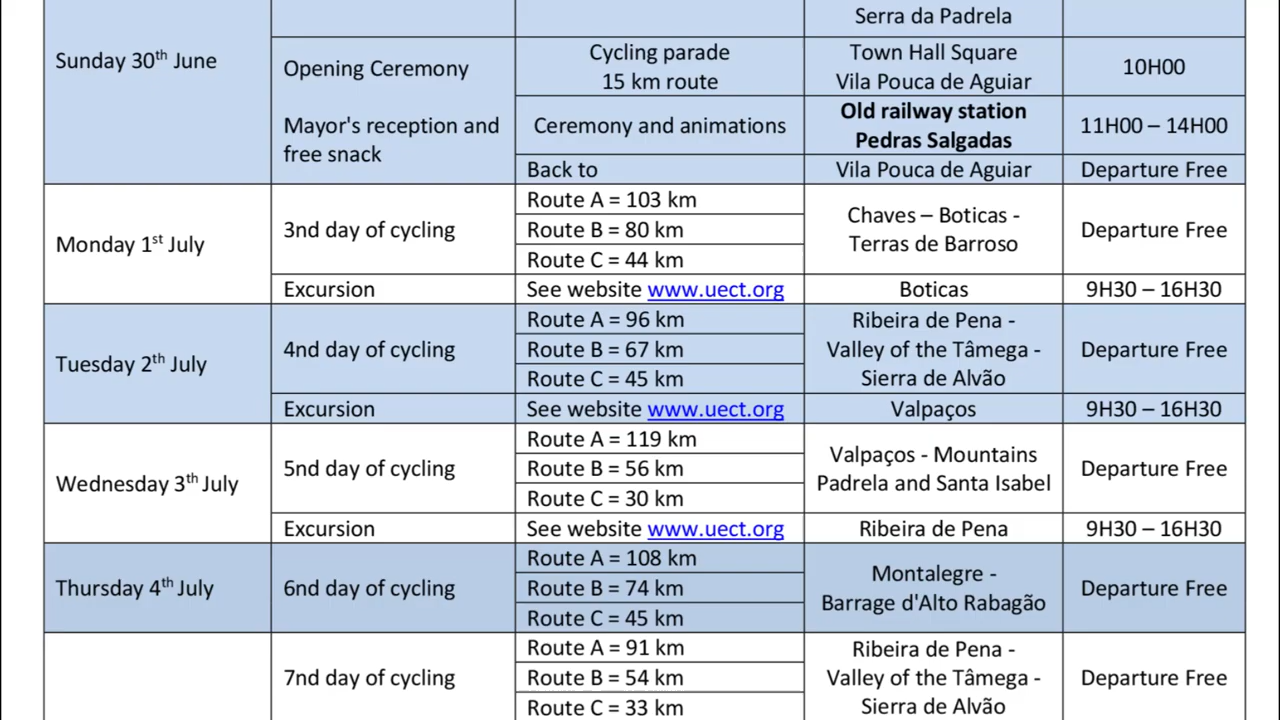 Serra da Padrela
Sunday 30th June
Opening Ceremony
Mayor's reception and
free snack
Cycling parade
15 km route
Town Hall Square
Vila Pouca de Aguiar
10H00
Ceremony and animations
Old railway station
Pedras Salgadas
11H00 – 14H00
Back to
Vila Pouca de Aguiar
Departure Free
Monday 1st July
3nd day of cycling
Route A = 103 km
Route B = 80 km
Route C = 44 km
Chaves – Boticas -
Terras de Barroso
Departure Free
Excursion
See website www.uect.org
Boticas
9H30 – 16H30
Tuesday 2th July
4nd day of cycling
Route A = 96 km
Route B = 67 km
Route C = 45 km
Ribeira de Pena -
Valley of the Tâmega -
Sierra de Alvão
Departure Free
Excursion
See website www.uect.org
Valpaços
9H30 – 16H30
Wednesday 3th July
5nd day of cycling
Route A = 119 km
Route B = 56 km
Route C = 30 km
Valpaços - Mountains
Padrela and Santa Isabel
Departure Free
Excursion
See website www.uect.org
Ribeira de Pena
9H30 – 16H30
Thursday 4th July
6nd day of cycling
Route A = 108 km
Route B = 74 km
Route C = 45 km
Montalegre -
Barrage d'Alto Rabagão
Departure Free
7nd day of cycling
Route A = 91 km
Route B = 54 km
Route C = 33 km
Ribeira de Pena -
Valley of the Tâmega -
Sierra de Alvão
Departure Free